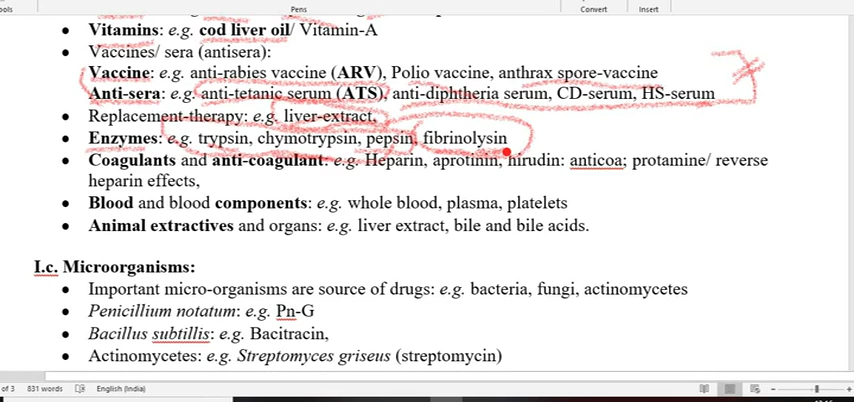 ools
Pens
Convert
Insert
• Vitamins: e.g. cod liver oil/ Vitamin-A
• Vaccines/ sera (antisera):
Vaccine: e.g. anti-rabies vaccine (ARV), Polio vaccine, anthrax spore-vaccine
Anti-sera: e.g. anti-tetanic serum (ATS), anti-diphtheria serum, CD-serum, HS-serum
• Replacement-therapy: e.g. liver-extract,
• Enzymes: e.g. trypsin, chymotrypsin, pepsin, fibrinolysin
• Coagulants and anti-coagulant: e.g. Heparin, aprotinin, hirudin: anticoa; protamine/ reverse
heparin effects,
• Blood and blood components: e.g. whole blood, plasma, platelets
• Animal extractives and organs: e.g. liver extract, bile and bile acids.
I.c. Microorganisms:
• Important micro-organisms are source of drugs: e.g. bacteria, fungi, actinomycetes
• Penicillium notatum: e.g. Pn-G
• Bacillus subtillis: e.g. Bacitracin,
• Actinomycetes: e.g. Streptomyces griseus (streptomycin)
of 3 831 words English (India)